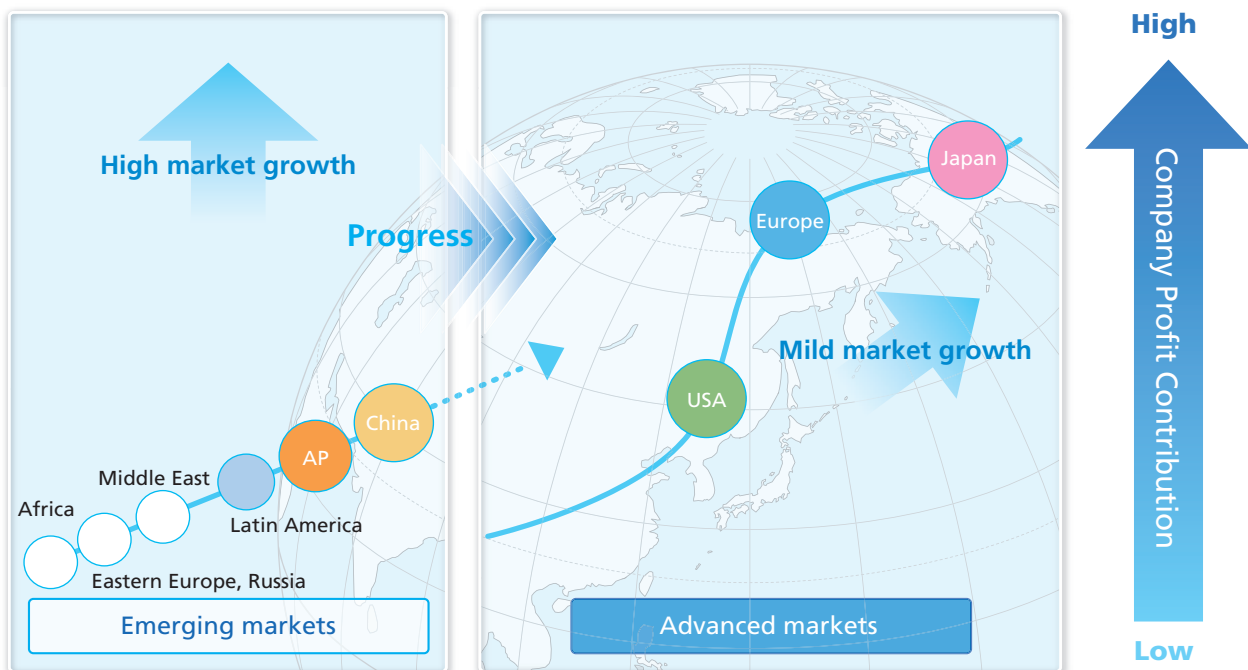 High market growth
Progress
China
AP
Middle East
Latin America
Africa
Eastern Europe, Russia
Emerging markets
Japan
Europe
Mild market growth
USA
Advanced markets
High
Company Profit Contribution
Low